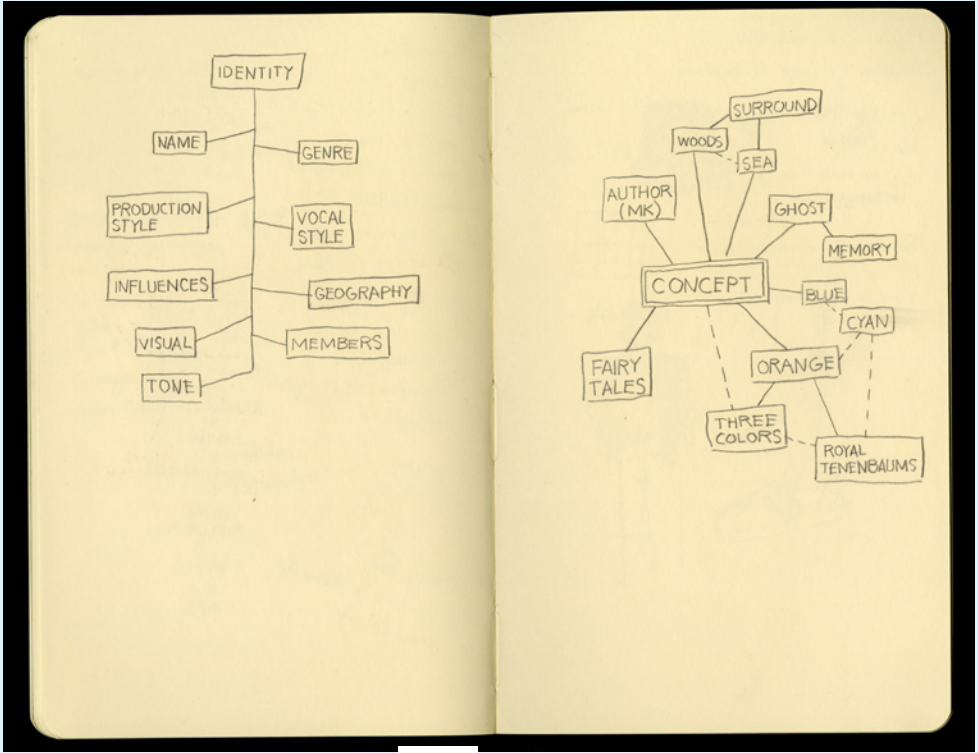 IDENTITY
NAME
GENRE
PRODUCTION
STYLE
VOCAL
STYLE
INFLUENCES
GEOGRAPHY
VISUAL
MEMBERS
TONE
SURROUND
WOODS
SEA
AUTHOR
(MK)
GHOST
MEMORY
CONCEPT
BLUE
CYAN
FAIRY
TALES
ORANGE
THREE
COLORS
ROYAL
TENENBAUMS